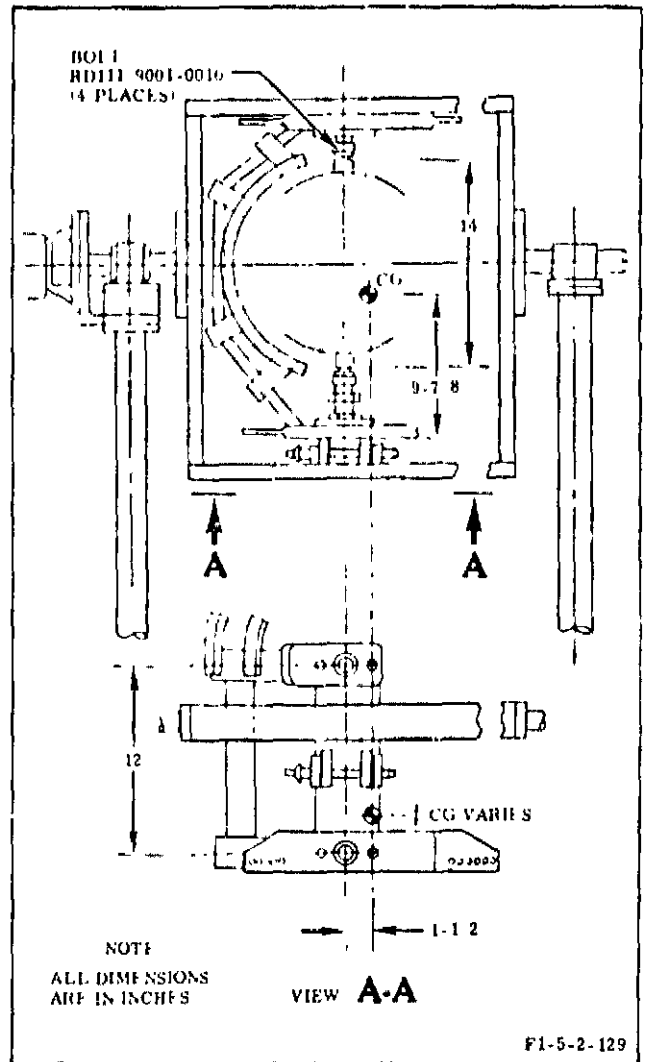 BOLT
RD111 9001-0010
(4 PLACES)
14
CG
9-7 8
A A
12
CG VARIES
1-1 2
NOTE
ALL DIMENSIONS
ARE IN INCHES
VIEW A-A
F1-5-2-129